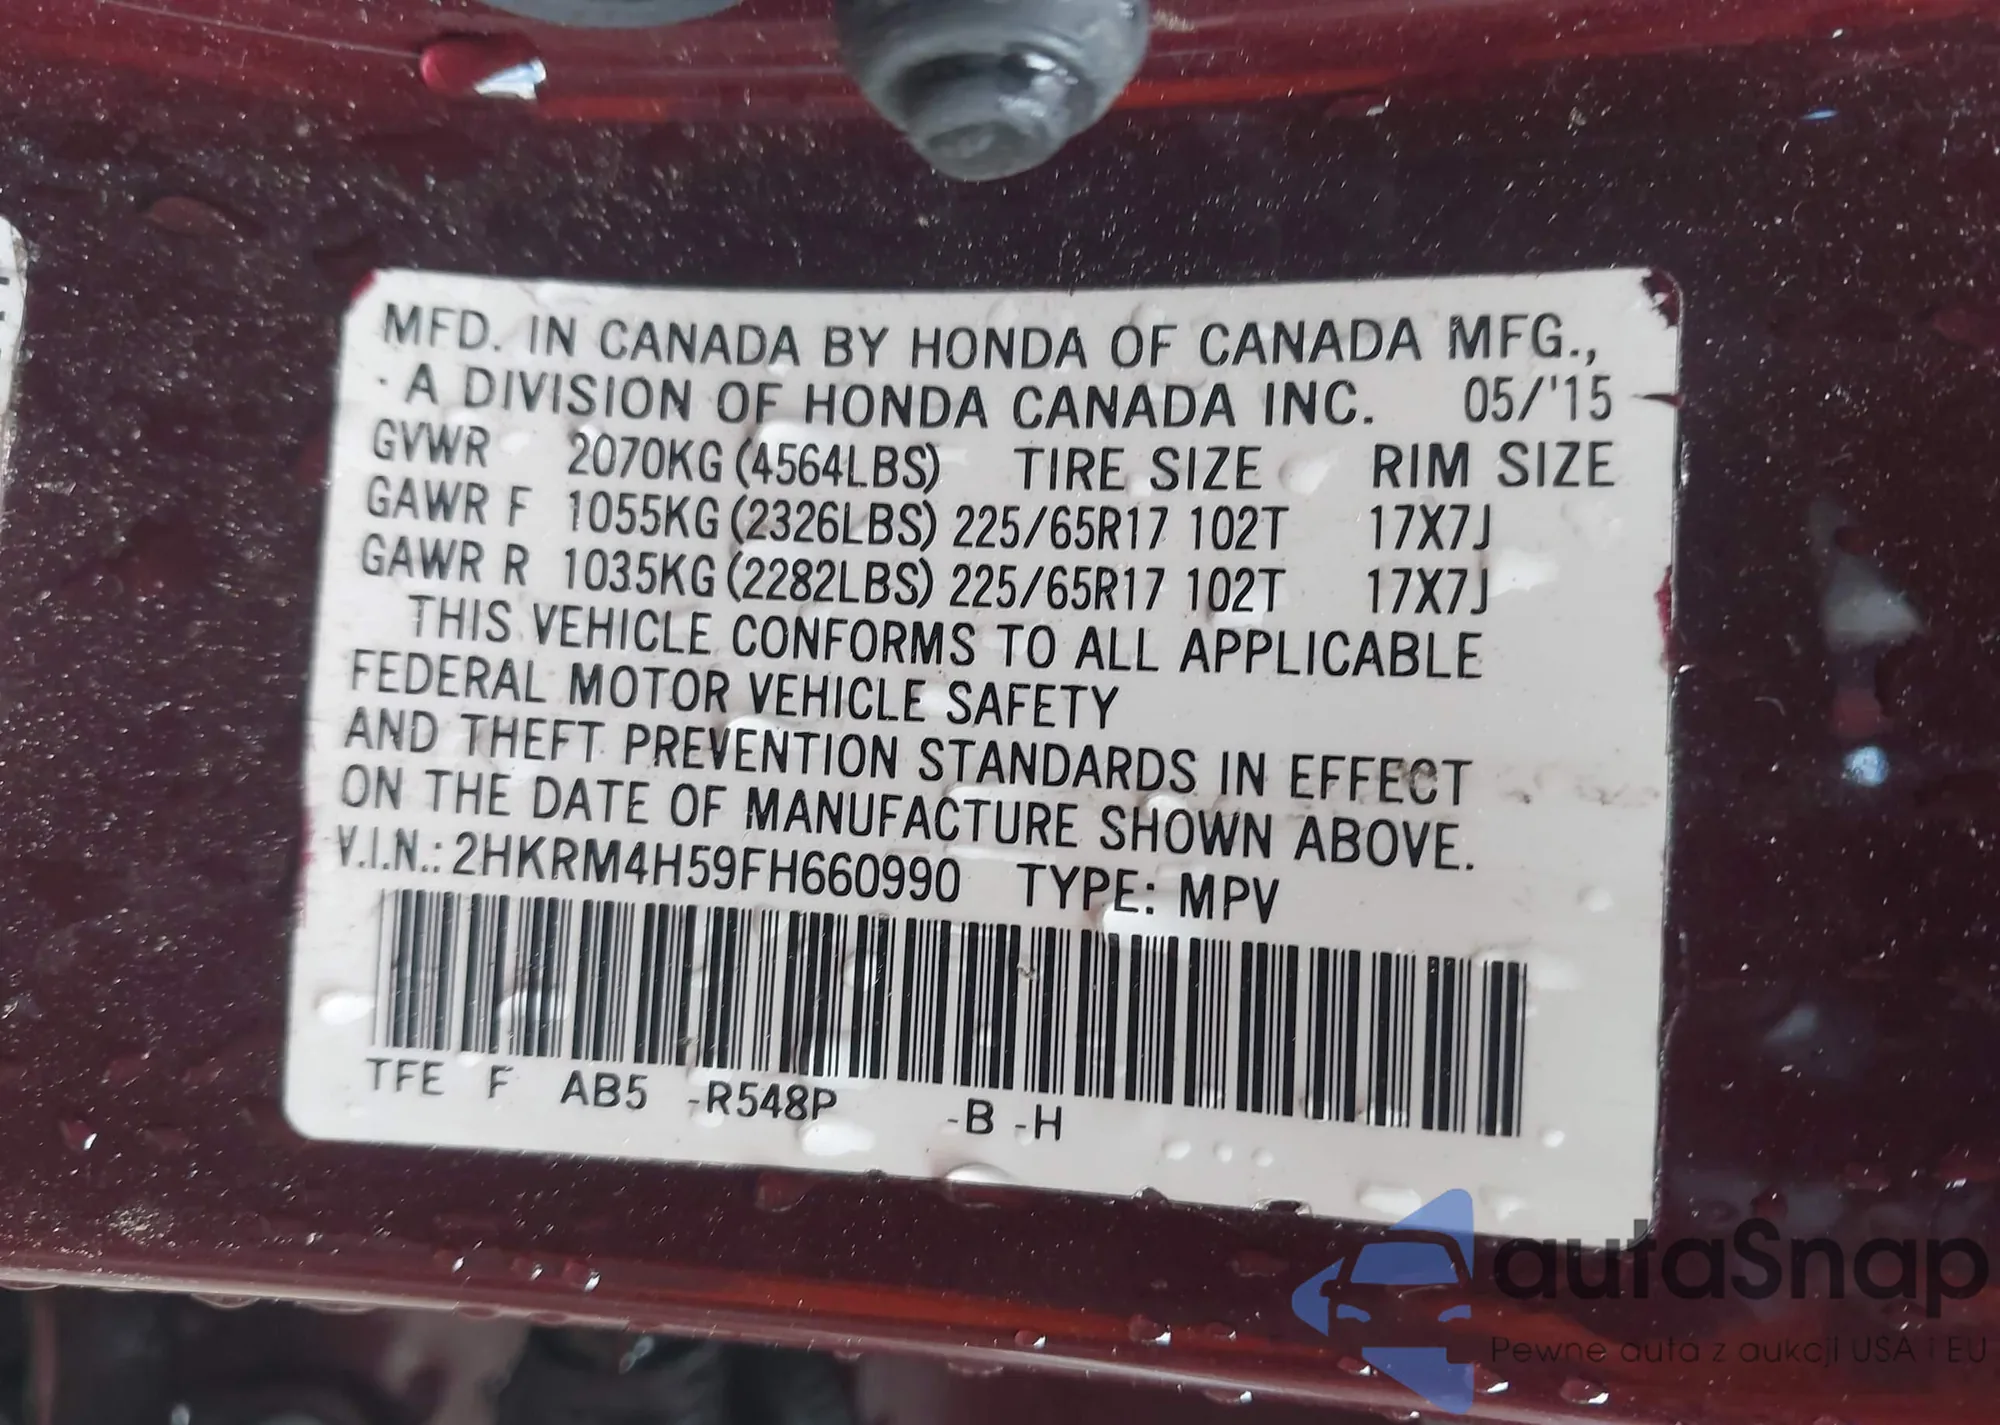 MFD. IN CANADA BY HONDA OF CANADA MFG.,
A DIVISION OF HONDA CANADA INC. 05/'15
GVWR 2070KG (4564LBS) TIRE SIZE RIM SIZE
GAWR F 1055KG (2326LBS) 225/65R17 102T 17X7J
GAWR R 1035KG (2282LBS) 225/65R17 102T 17X7J
THIS VEHICLE CONFORMS TO ALL APPLICABLE
FEDERAL MOTOR VEHICLE SAFETY
AND THEFT PREVENTION STANDARDS IN EFFECT
ON THE DATE OF MANUFACTURE SHOWN ABOVE.
V.I.N.: 2HKRM4H59FH660990 TYPE: MPV
TFE F AB5 -R548P -B -H
autaSnap
Pewne auta z aukcji USA i EU